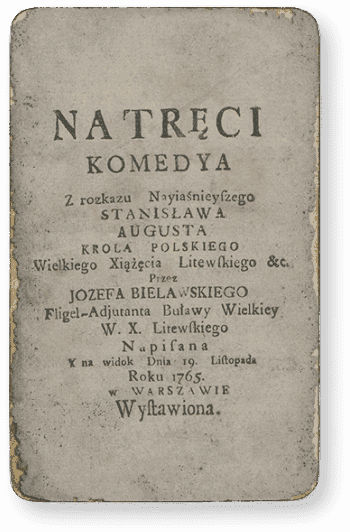 NATRĘCI
KOMEDYA
Z rozkazu Nayiaśnieyſzego
STANISŁAWA
AUGUSTA
KROLA POLSKIEGO
Wielkiego Xiążęcia Litewſkiego &c.
Przez
JOZEFA BIELAWSKIEGO
Fligel-Adjutanta Buławy Wielkiey
W. X. Litewſkiego
Napiſana
Y na widok Dnia 19. Liſtopada
Roku 1765.
w WARSZAWIE
Wyſtawiona.